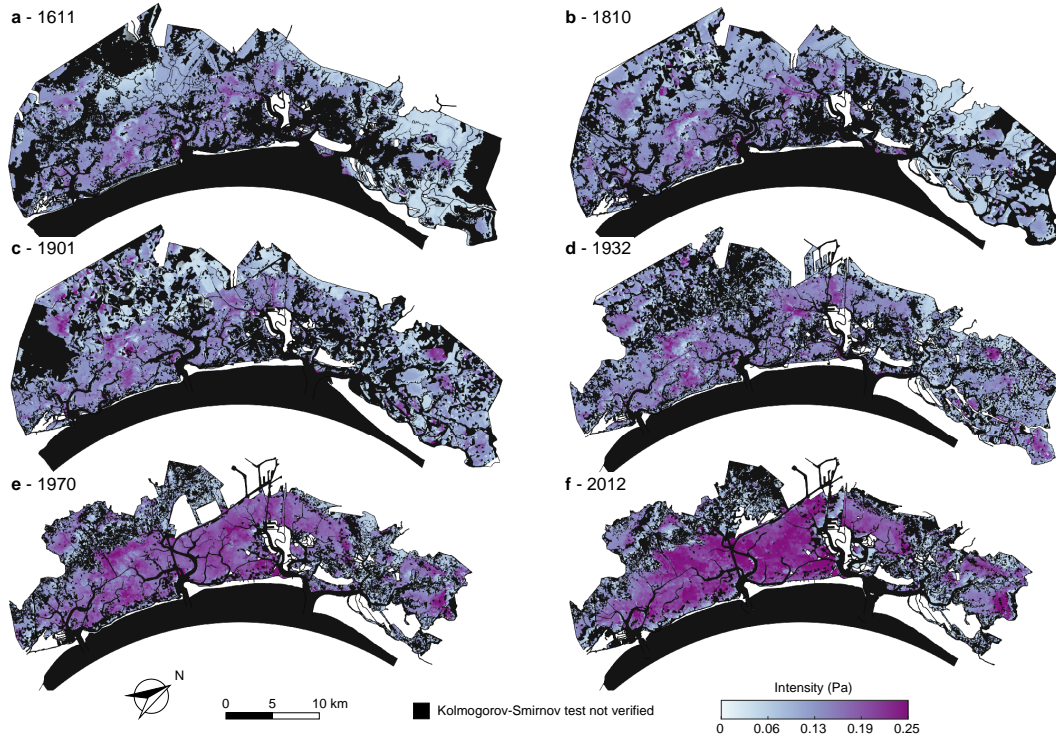 a - 1611
b - 1810
c - 1901
d - 1932
e - 1970
f - 2012
N
0 5 10 km
Kolmogorov-Smirnov test not verified
Intensity (Pa)
0 0.06 0.13 0.19 0.25